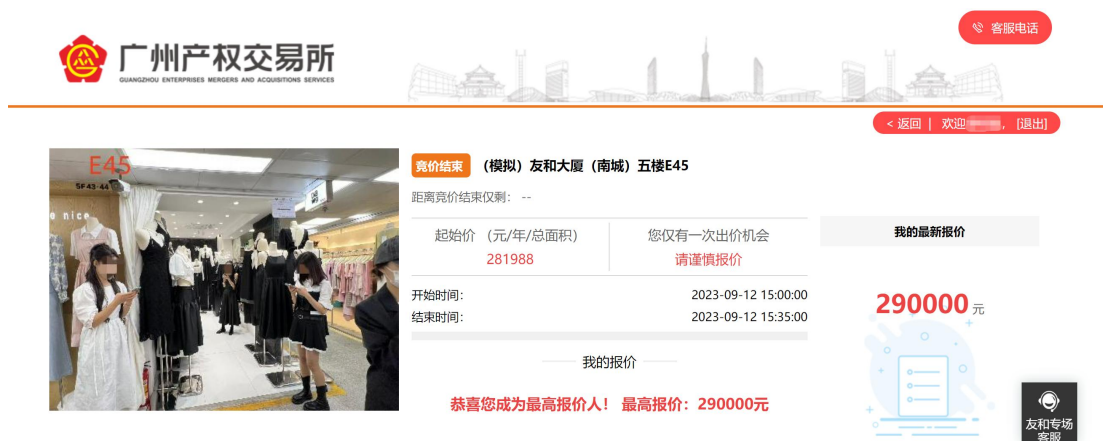 客服电话
广州产权交易所
GUANGZHOU ENTERPRISES MERGERS AND ACQUISITIONS SERVICES
< 返回 | 欢迎 , [退出]
E45
5F43-44
e nice
竞价结束 （模拟）友和大厦（南城）五楼E45
距离竞价结束仅剩： --
起始价 （元/年/总面积） 您仅有一次出价机会
281988 请谨慎报价
开始时间： 2023-09-12 15:00:00
结束时间： 2023-09-12 15:35:00
我的报价
恭喜您成为最高报价人！ 最高报价：290000元
我的最新报价
290000 元
友和专场
客服